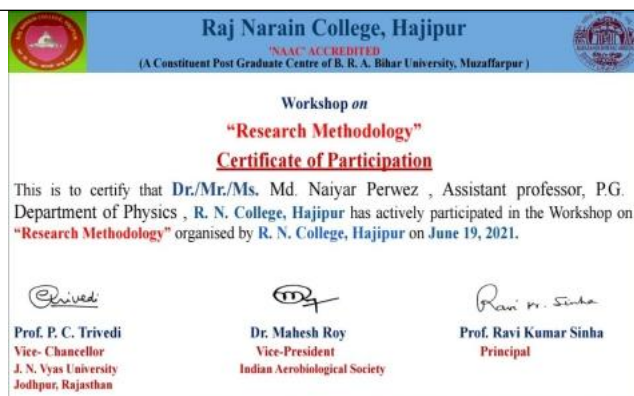 Raj Narain College, Hajipur
'NAAC' ACCREDITED
(A Constituent Post Graduate Centre of B. R. A. Bihar University, Muzaffarpur )
Workshop on
“Research Methodology”
Certificate of Participation
This is to certify that Dr./Mr./Ms. Md. Naiyar Perwez , Assistant professor, P.G.
Department of Physics , R. N. College, Hajipur has actively participated in the Workshop on
“Research Methodology” organised by R. N. College, Hajipur on June 19, 2021.
Trivedi Ravi Kr. Sinha
Prof. P. C. Trivedi Dr. Mahesh Roy Prof. Ravi Kumar Sinha
Vice- Chancellor Vice-President Principal
J. N. Vyas University Indian Aerobiological Society
Jodhpur, Rajasthan